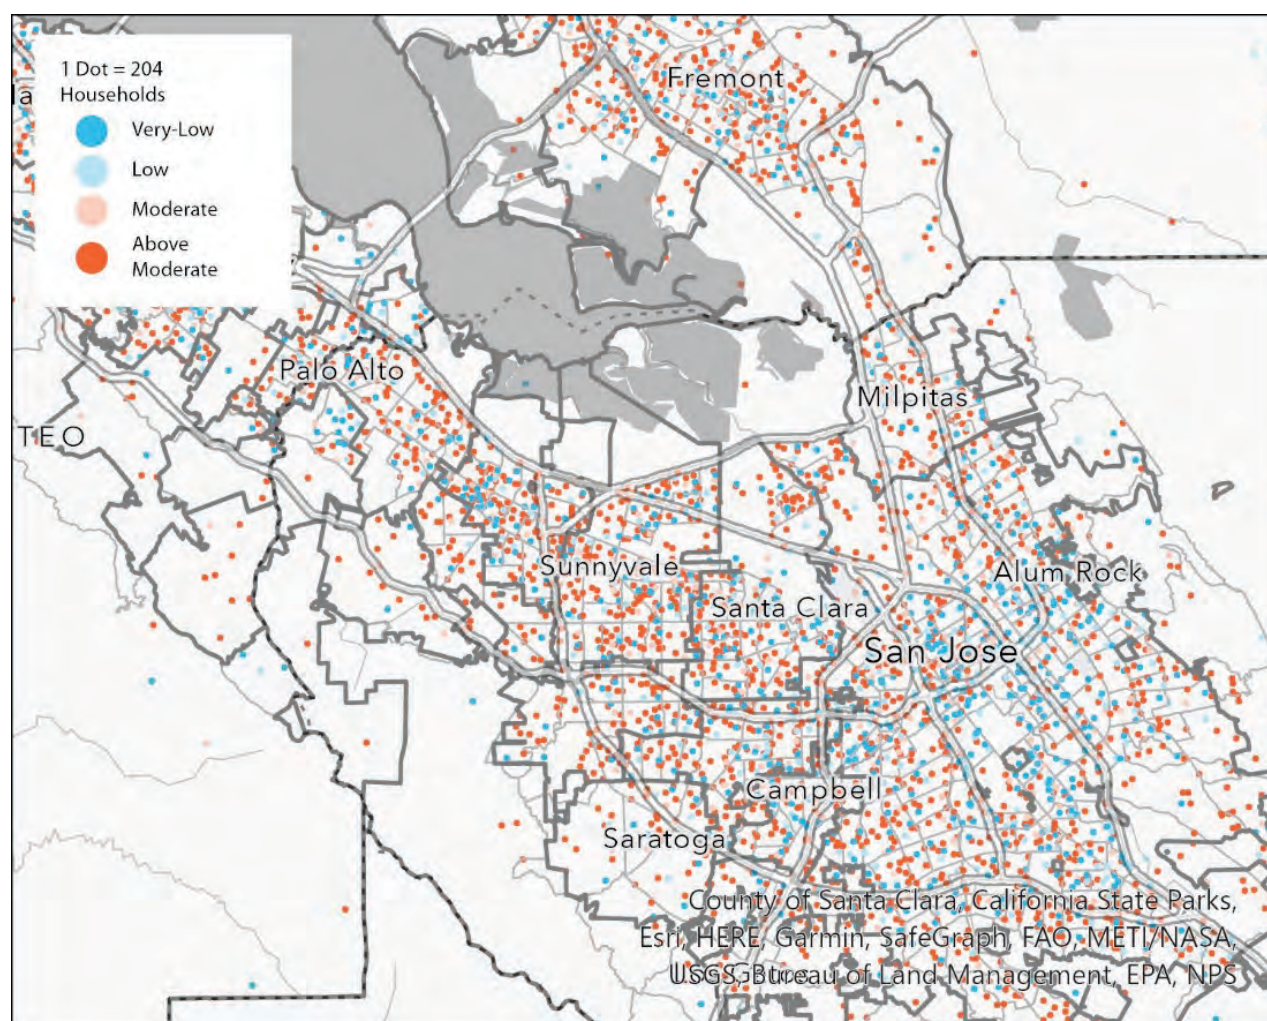 1 Dot = 204
Households
Very-Low
Low
Moderate
Above
Moderate
Fremont
Palo Alto
Milpitas
TEO
Sunnyvale
Alum Rock
Santa Clara
San Jose
Campbell
Saratoga
County of Santa Clara, California State Parks,
Esri, HERE, Garmin, SafeGraph, FAO, METI/NASA,
USGS, Bureau of Land Management, EPA, NPS